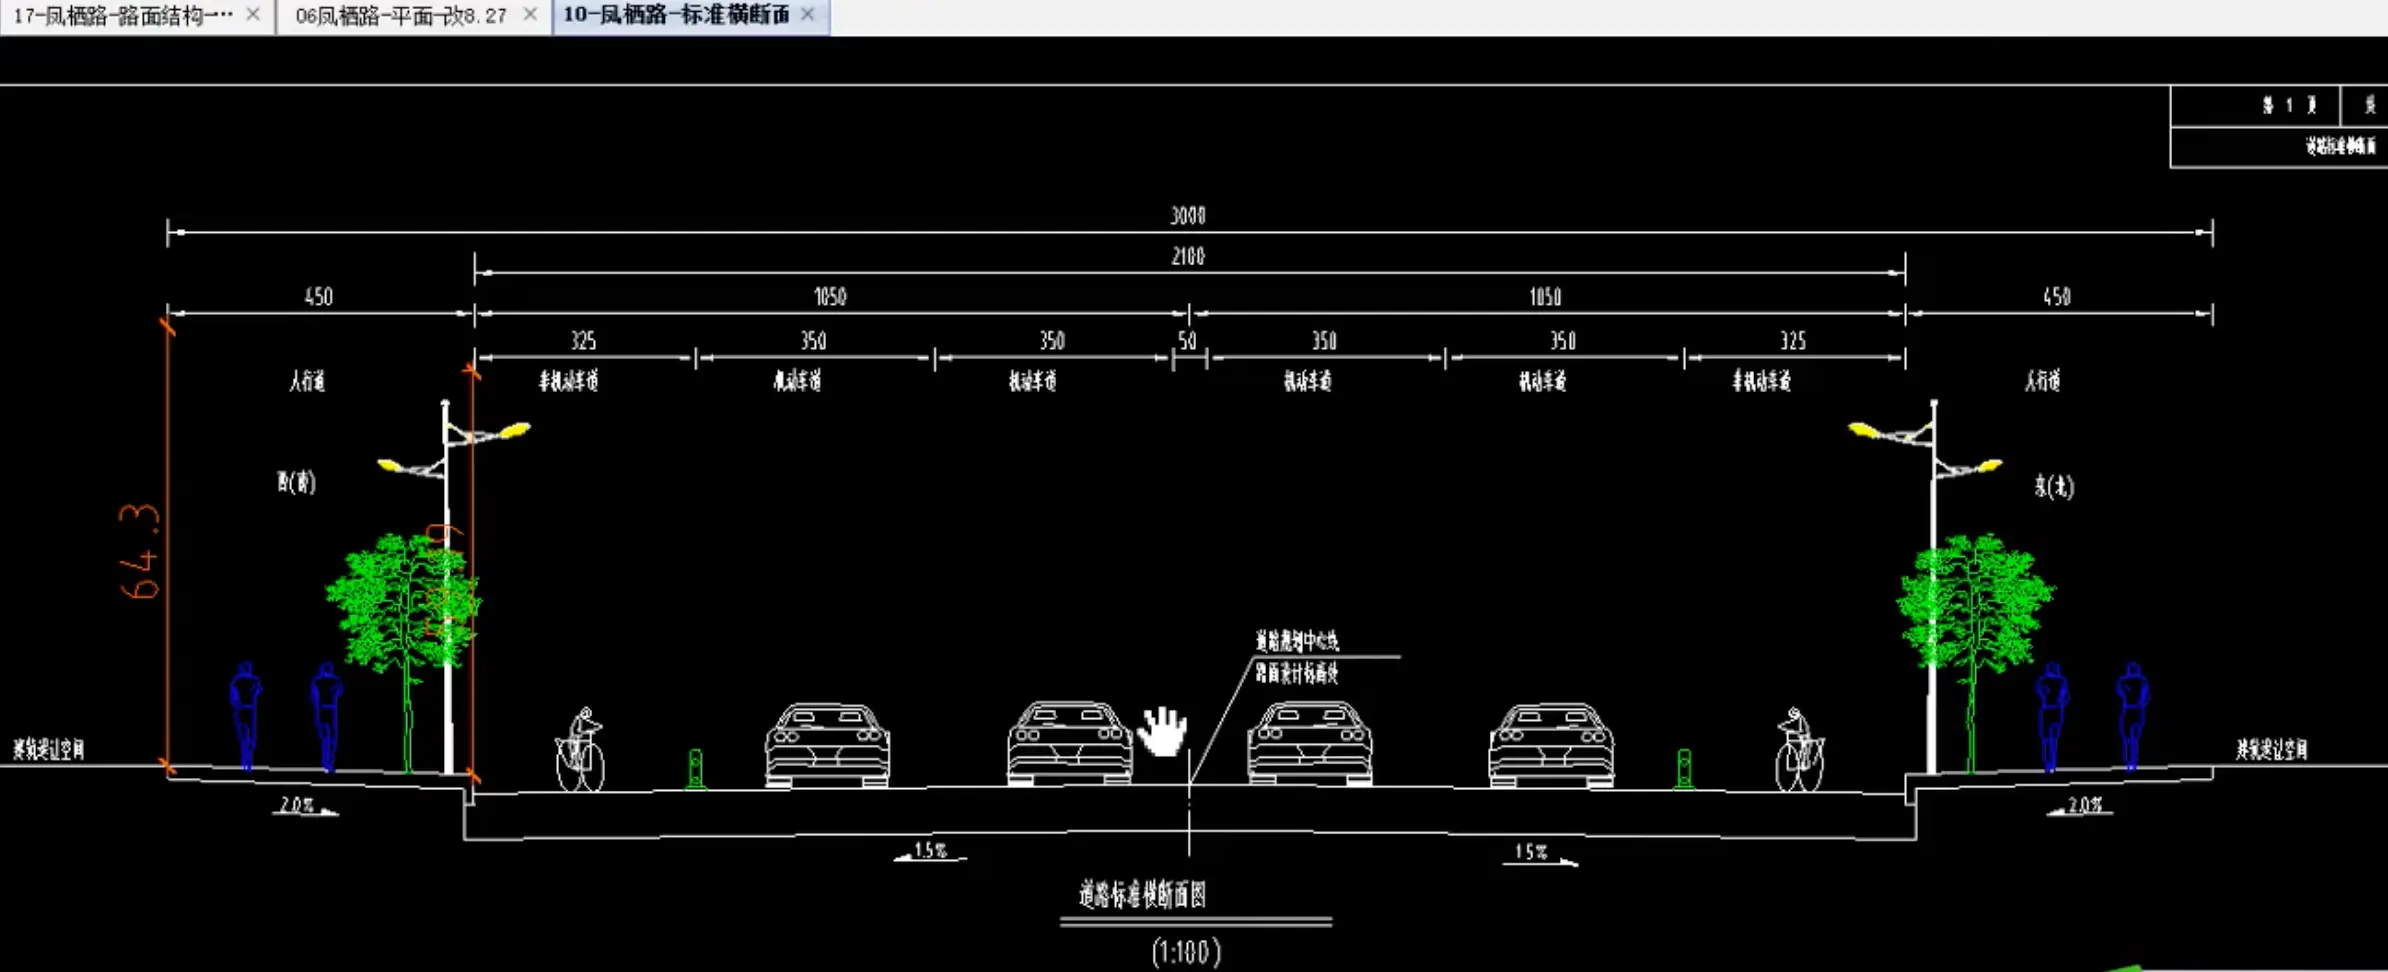 17-凤栖路-路面结构一… ×
06凤栖路-平面-改8.27 ×
10-凤栖路-标准横断面 ×
第 1 页
道路标准横断面
3000
2100
450
1050
1050
450
325
350
350
50
350
350
325
人行道
非机动车道
机动车道
机动车道
机动车道
机动车道
非机动车道
人行道
西(南)
东(北)
64.3
道路规划中心线
路面设计标高处
建筑退让空间
建筑退让空间
2.0%
2.0%
1.5%
1.5%
道路标准横断面图
(1:100)